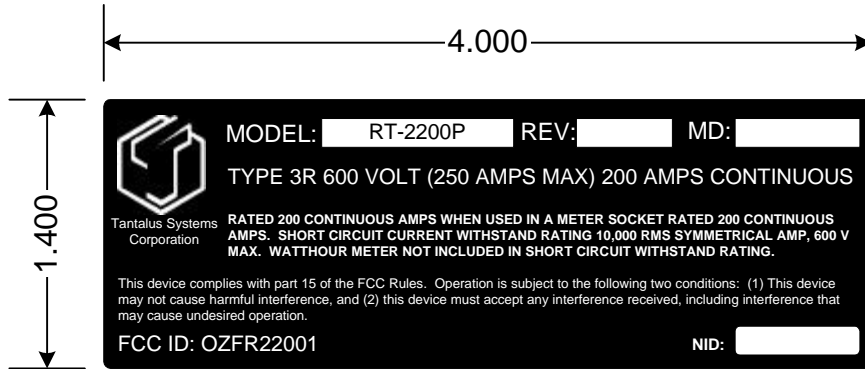 4.000
1.400
MODEL: RT-2200P REV: MD:
TYPE 3R 600 VOLT (250 AMPS MAX) 200 AMPS CONTINUOUS
Tantalus Systems
Corporation
RATED 200 CONTINUOUS AMPS WHEN USED IN A METER SOCKET RATED 200 CONTINUOUS
AMPS. SHORT CIRCUIT CURRENT WITHSTAND RATING 10,000 RMS SYMMETRICAL AMP, 600 V
MAX. WATTHOUR METER NOT INCLUDED IN SHORT CIRCUIT WITHSTAND RATING.
This device complies with part 15 of the FCC Rules. Operation is subject to the following two conditions: (1) This device
may not cause harmful interference, and (2) this device must accept any interference received, including interference that
may cause undesired operation.
FCC ID: OZFR22001 NID: